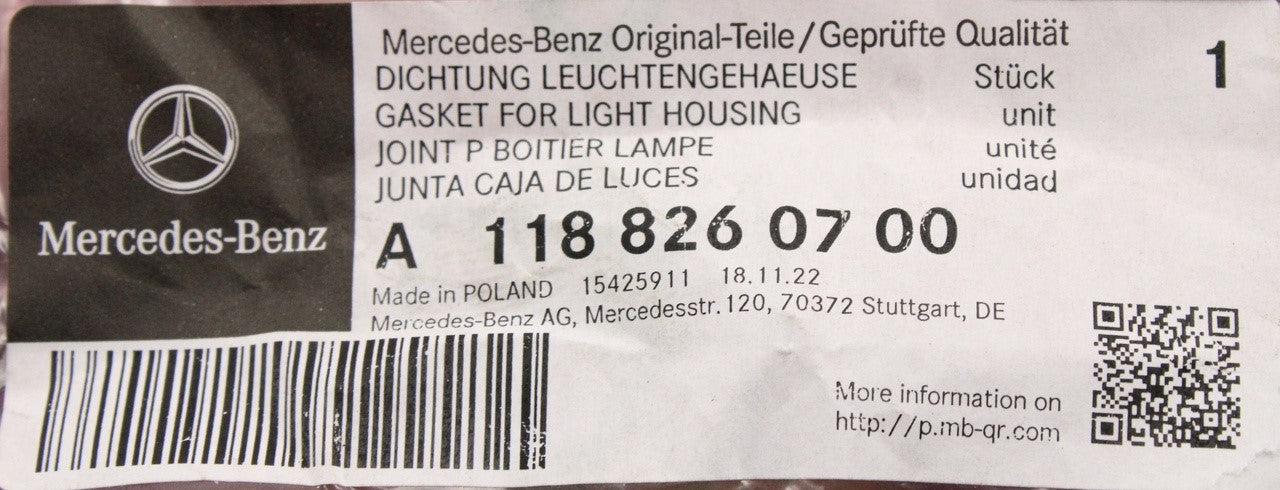 Mercedes-Benz
Mercedes-Benz Original-Teile/Geprüfte Qualität
DICHTUNG LEUCHTENGEHAEUSE Stück 1
GASKET FOR LIGHT HOUSING unit
JOINT P BOITIER LAMPE unité
JUNTA CAJA DE LUCES unidad
A 118 826 07 00
Made in POLAND 15425911 18.11.22
Mercedes-Benz AG, Mercedesstr.120, 70372 Stuttgart, DE
More information on
http://p.mb-qr.com